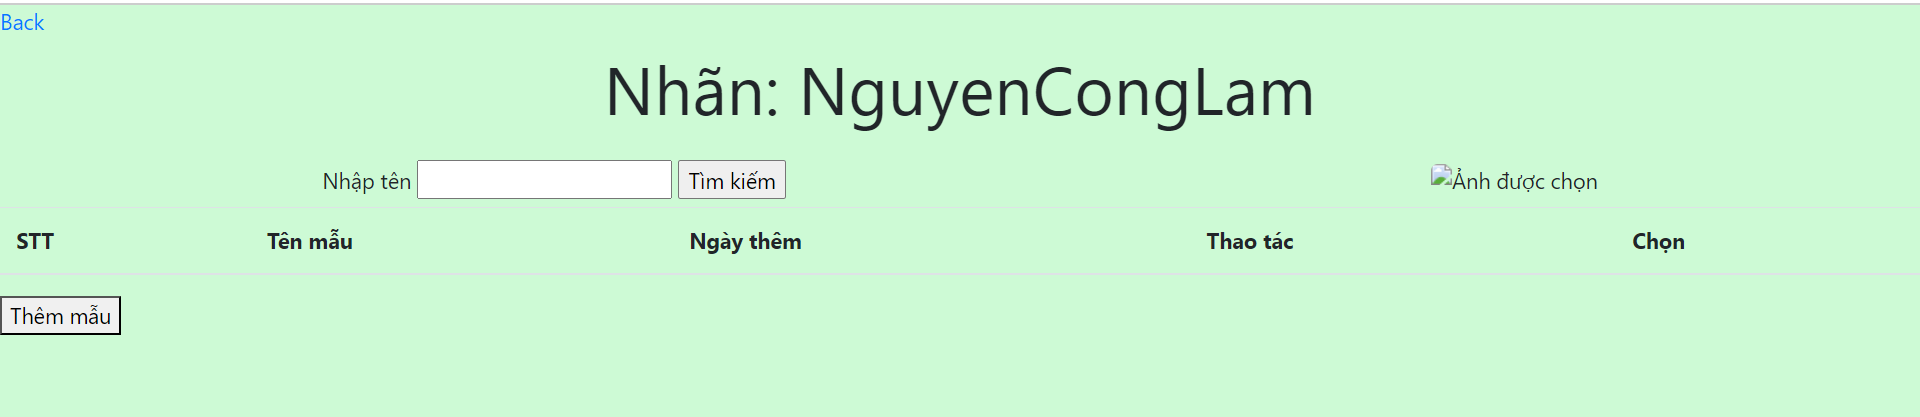 Back
Nhãn: NguyenCongLam
Nhập tên Tìm kiếm Ảnh được chọn
STT Tên mẫu Ngày thêm Thao tác Chọn
Thêm mẫu